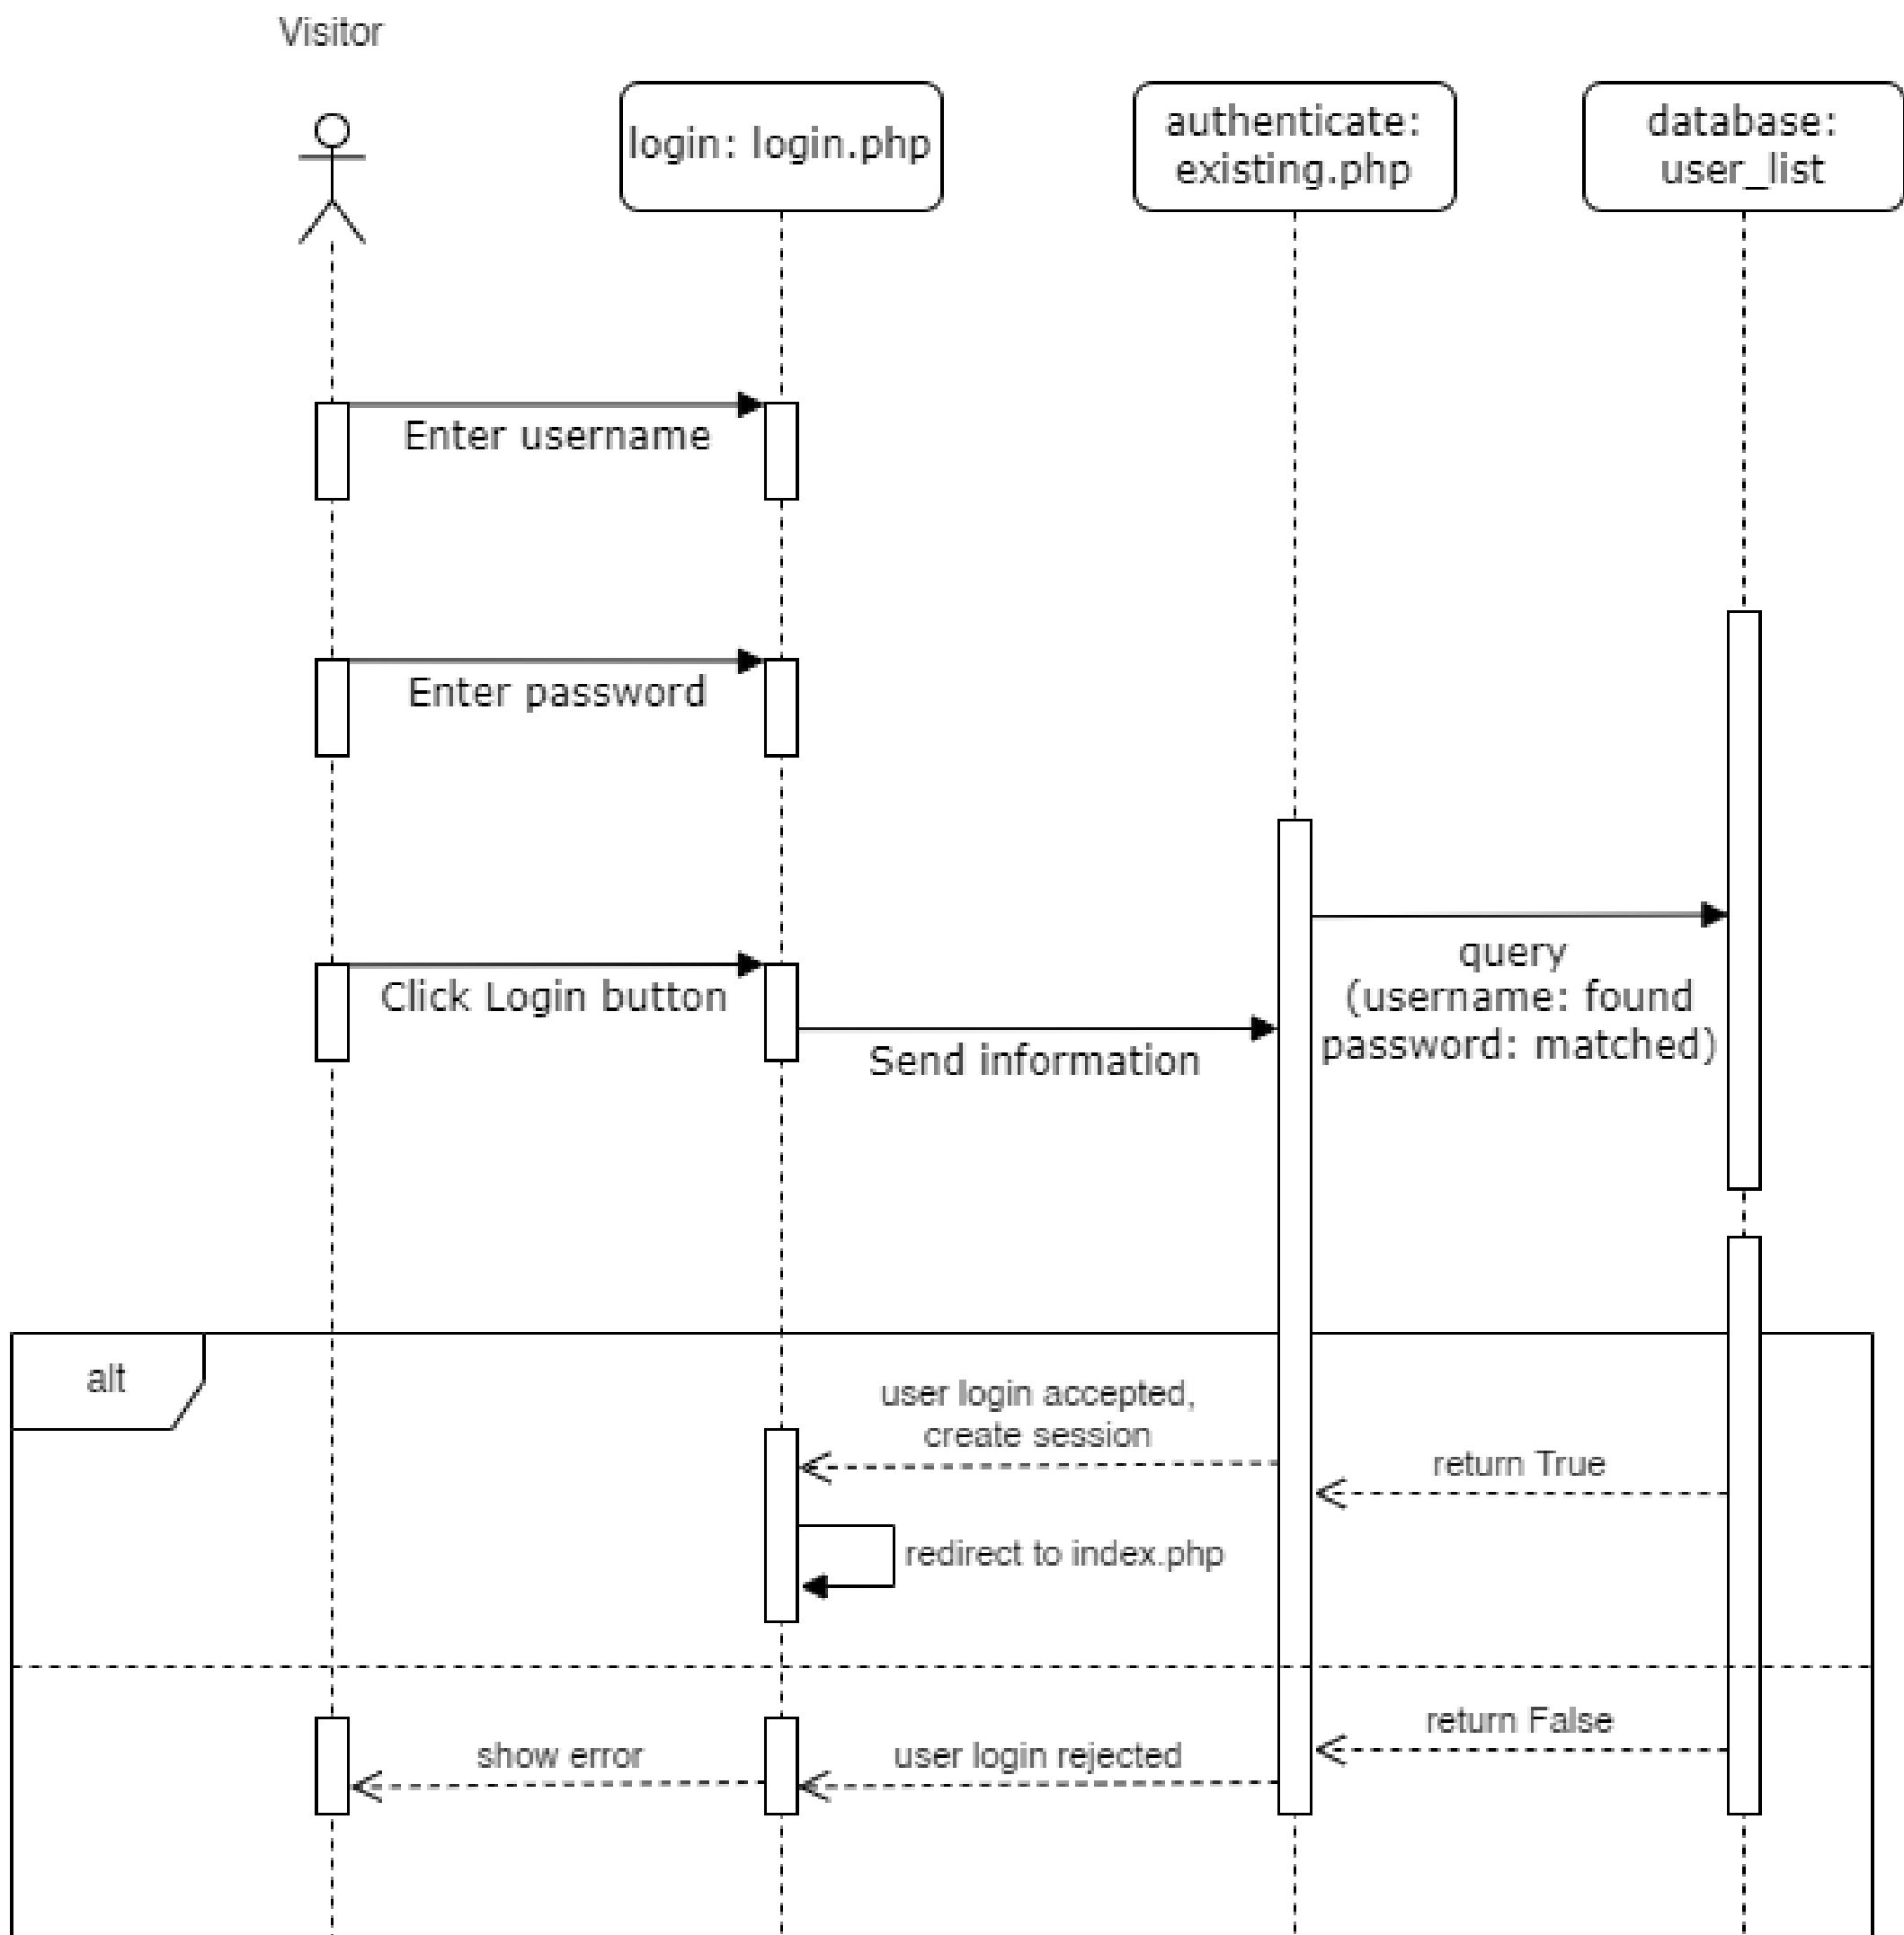 Visitor
login: login.php
authenticate:
existing.php
database:
user_list
Enter username
Enter password
query
(username: found
password: matched)
Click Login button
Send information
alt
user login accepted,
create session
return True
redirect to index.php
return False
show error
user login rejected